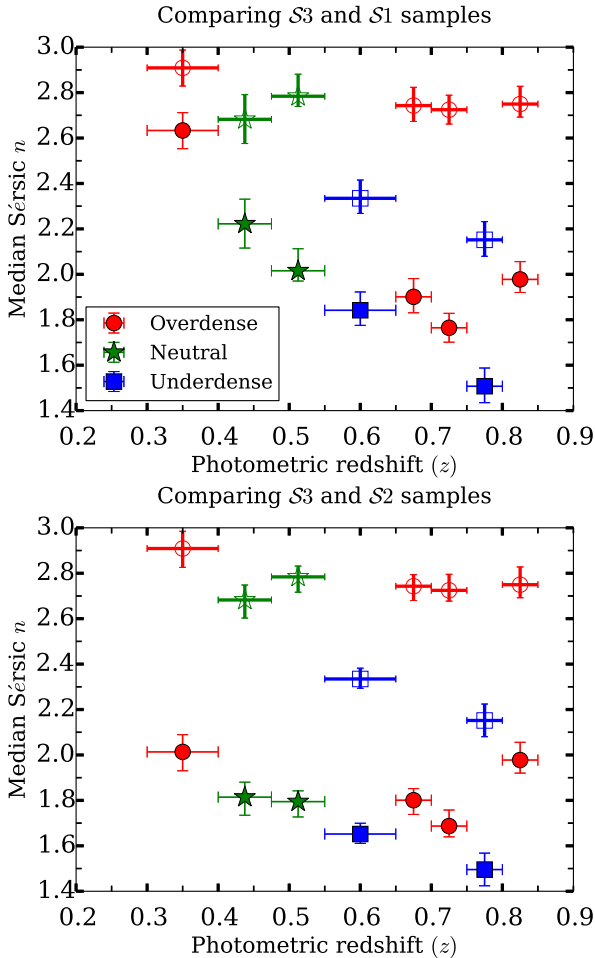 Comparing 𝒮3 and 𝒮1 samples
3.0
2.8
2.6
2.4
2.2
2.0
1.8
1.6
1.4
Median Sérsic n
Overdense
Neutral
Underdense
0.2 0.3 0.4 0.5 0.6 0.7 0.8 0.9
Photometric redshift (z)
Comparing 𝒮3 and 𝒮2 samples
3.0
2.8
2.6
2.4
2.2
2.0
1.8
1.6
1.4
Median Sérsic n
0.2 0.3 0.4 0.5 0.6 0.7 0.8 0.9
Photometric redshift (z)